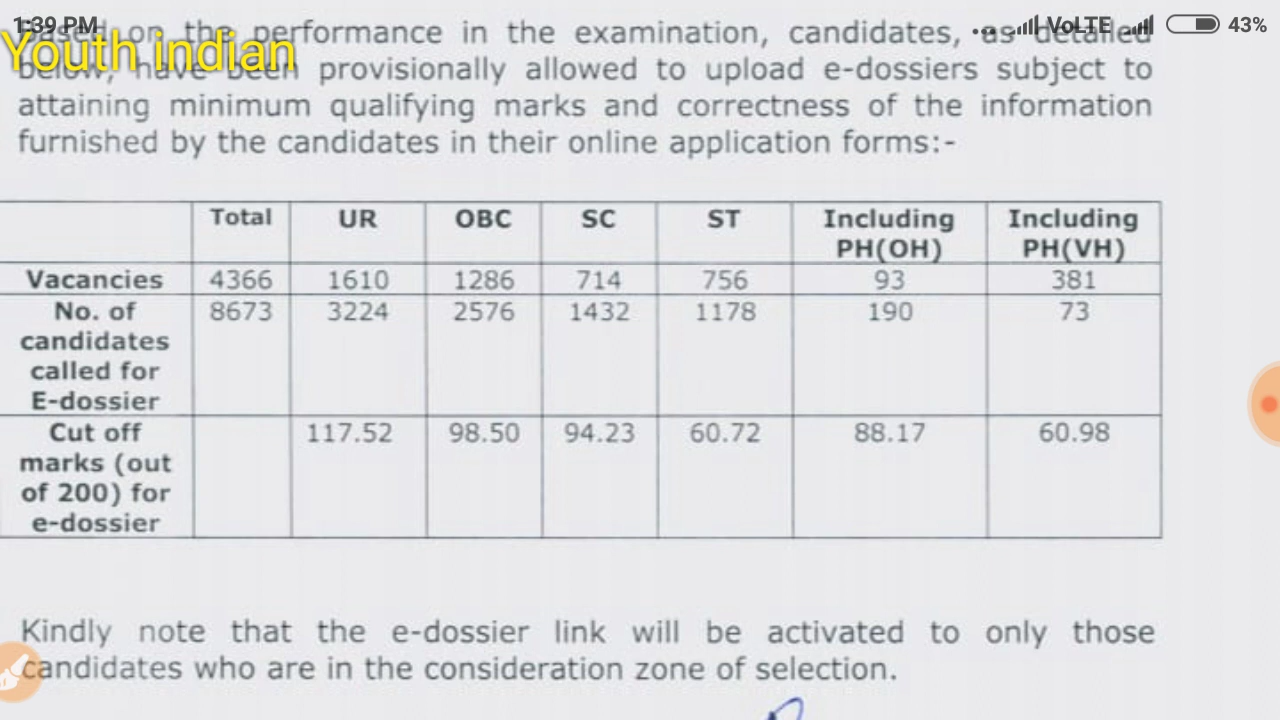 1:39 PM ... VoLTE 43%
Youth indian
Based on the performance in the examination, candidates, as detailed
below, have been provisionally allowed to upload e-dossiers subject to
attaining minimum qualifying marks and correctness of the information
furnished by the candidates in their online application forms:-
Total UR OBC SC ST Including PH(OH) Including PH(VH)
Vacancies 4366 1610 1286 714 756 93 381
No. of candidates called for E-dossier 8673 3224 2576 1432 1178 190 73
Cut off marks (out of 200) for e-dossier 117.52 98.50 94.23 60.72 88.17 60.98
Kindly note that the e-dossier link will be activated to only those
candidates who are in the consideration zone of selection.